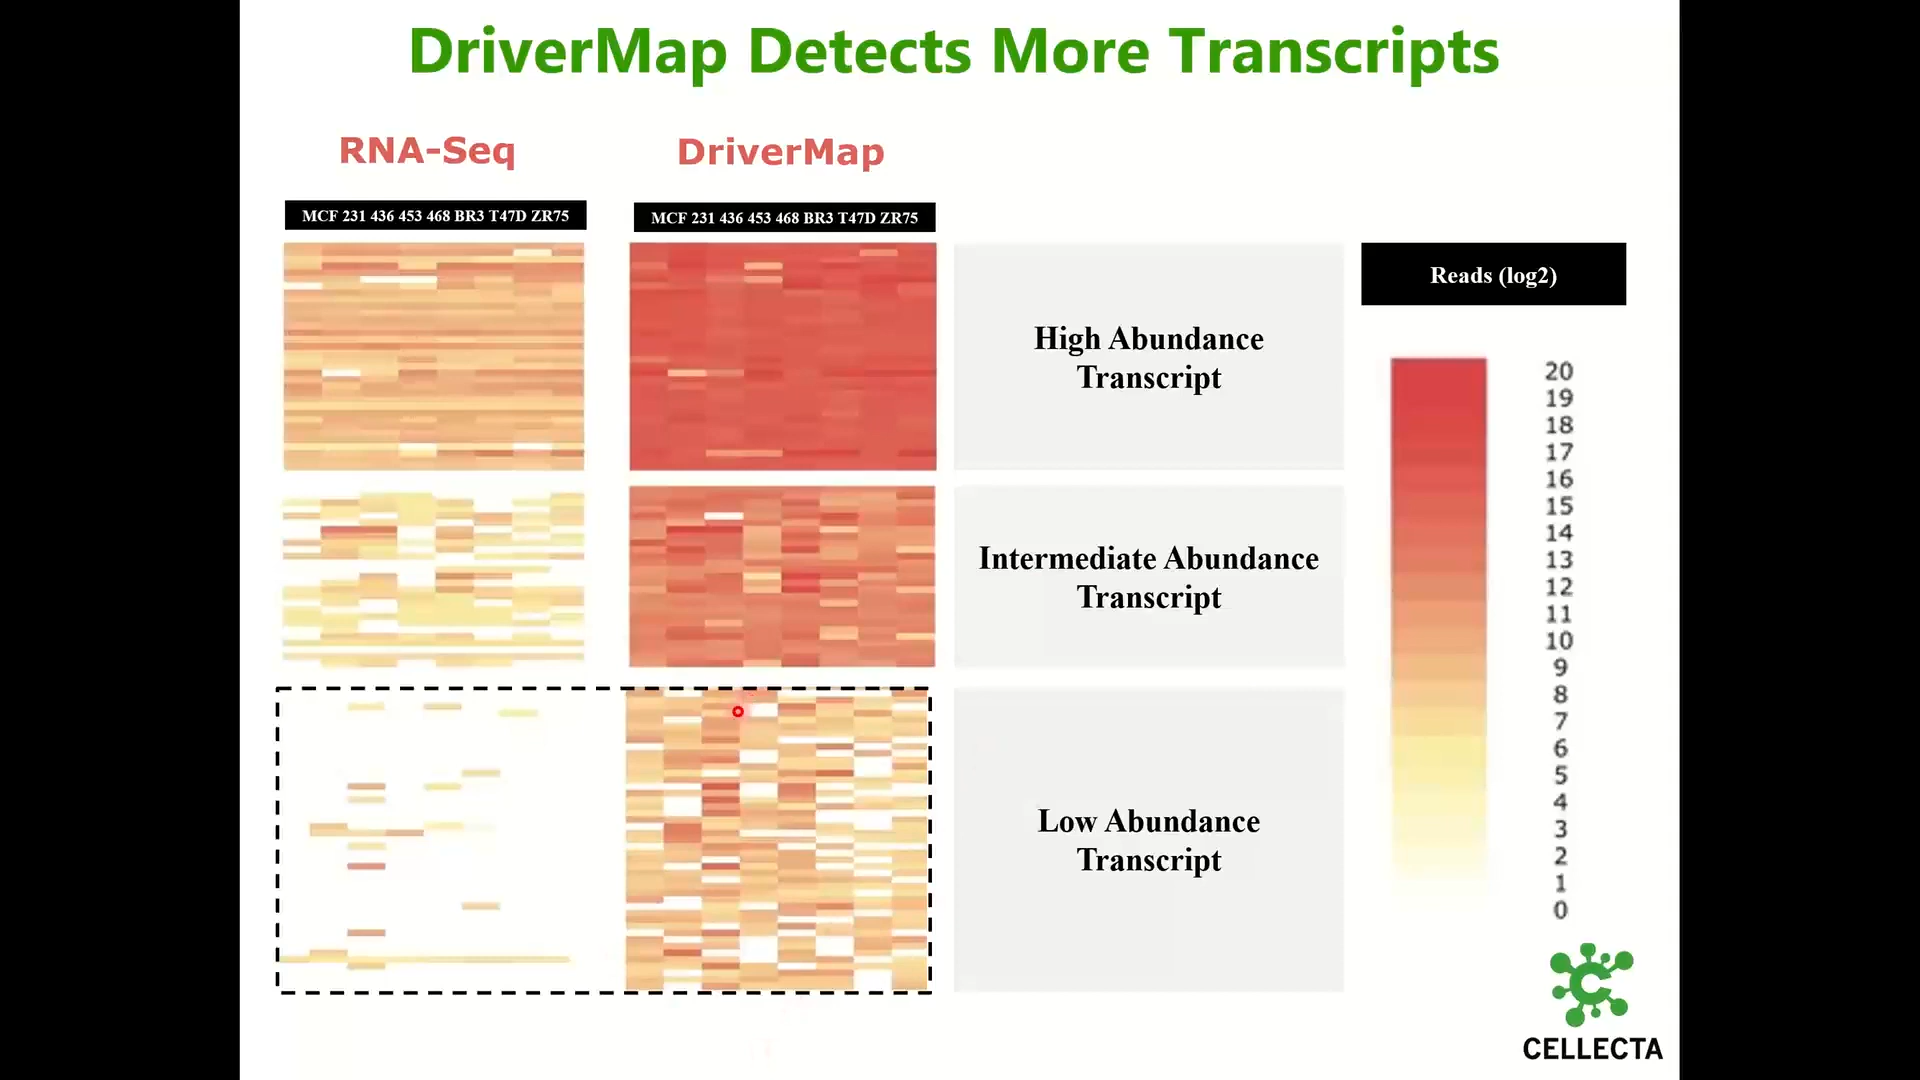 DriverMap Detects More Transcripts
RNA-Seq
DriverMap
MCF 231 436 453 468 BR3 T47D ZR75
MCF 231 436 453 468 BR3 T47D ZR75
High Abundance
Transcript
Intermediate Abundance
Transcript
Low Abundance
Transcript
Reads (log2)
20
19
18
17
16
15
14
13
12
11
10
9
8
7
6
5
4
3
2
1
0
CELLECTA